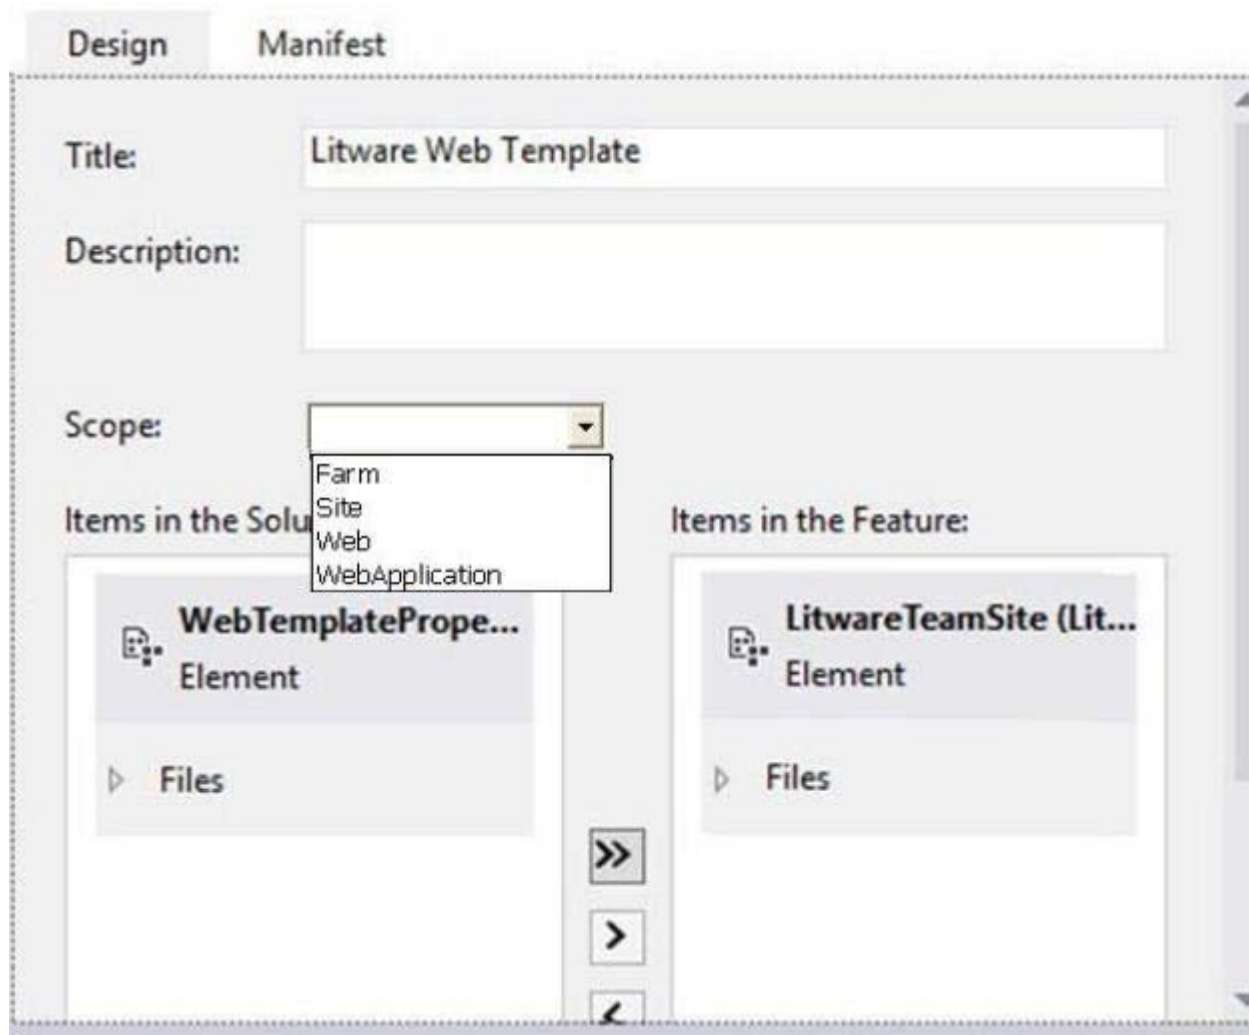 Design Manifest
Title: Litware Web Template
Description:
Scope:
Farm
Site
Web
WebApplication
Items in the Solu
Items in the Feature:
WebTemplatePrope...
Element
Files
LitwareTeamSite (Lit...
Element
Files
>>
>
<